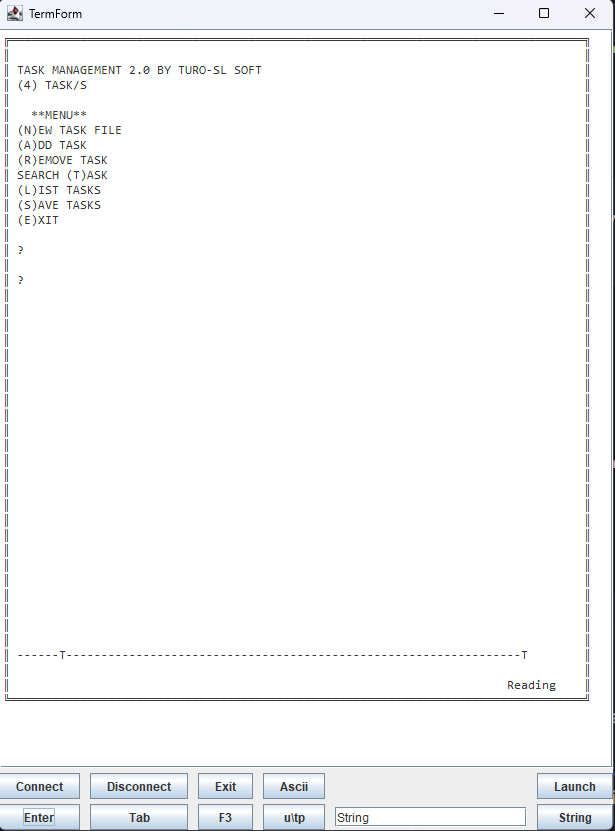 TermForm
TASK MANAGEMENT 2.0 BY TURO-SL SOFT
(4) TASK/S
**MENU**
(N)EW TASK FILE
(A)DD TASK
(R)EMOVE TASK
SEARCH (T)ASK
(L)IST TASKS
(S)AVE TASKS
(E)XIT
?
?
------T-----------------------------------------------------------------T
Reading
Connect Disconnect Exit Ascii Launch
Enter Tab F3 u\tp String String